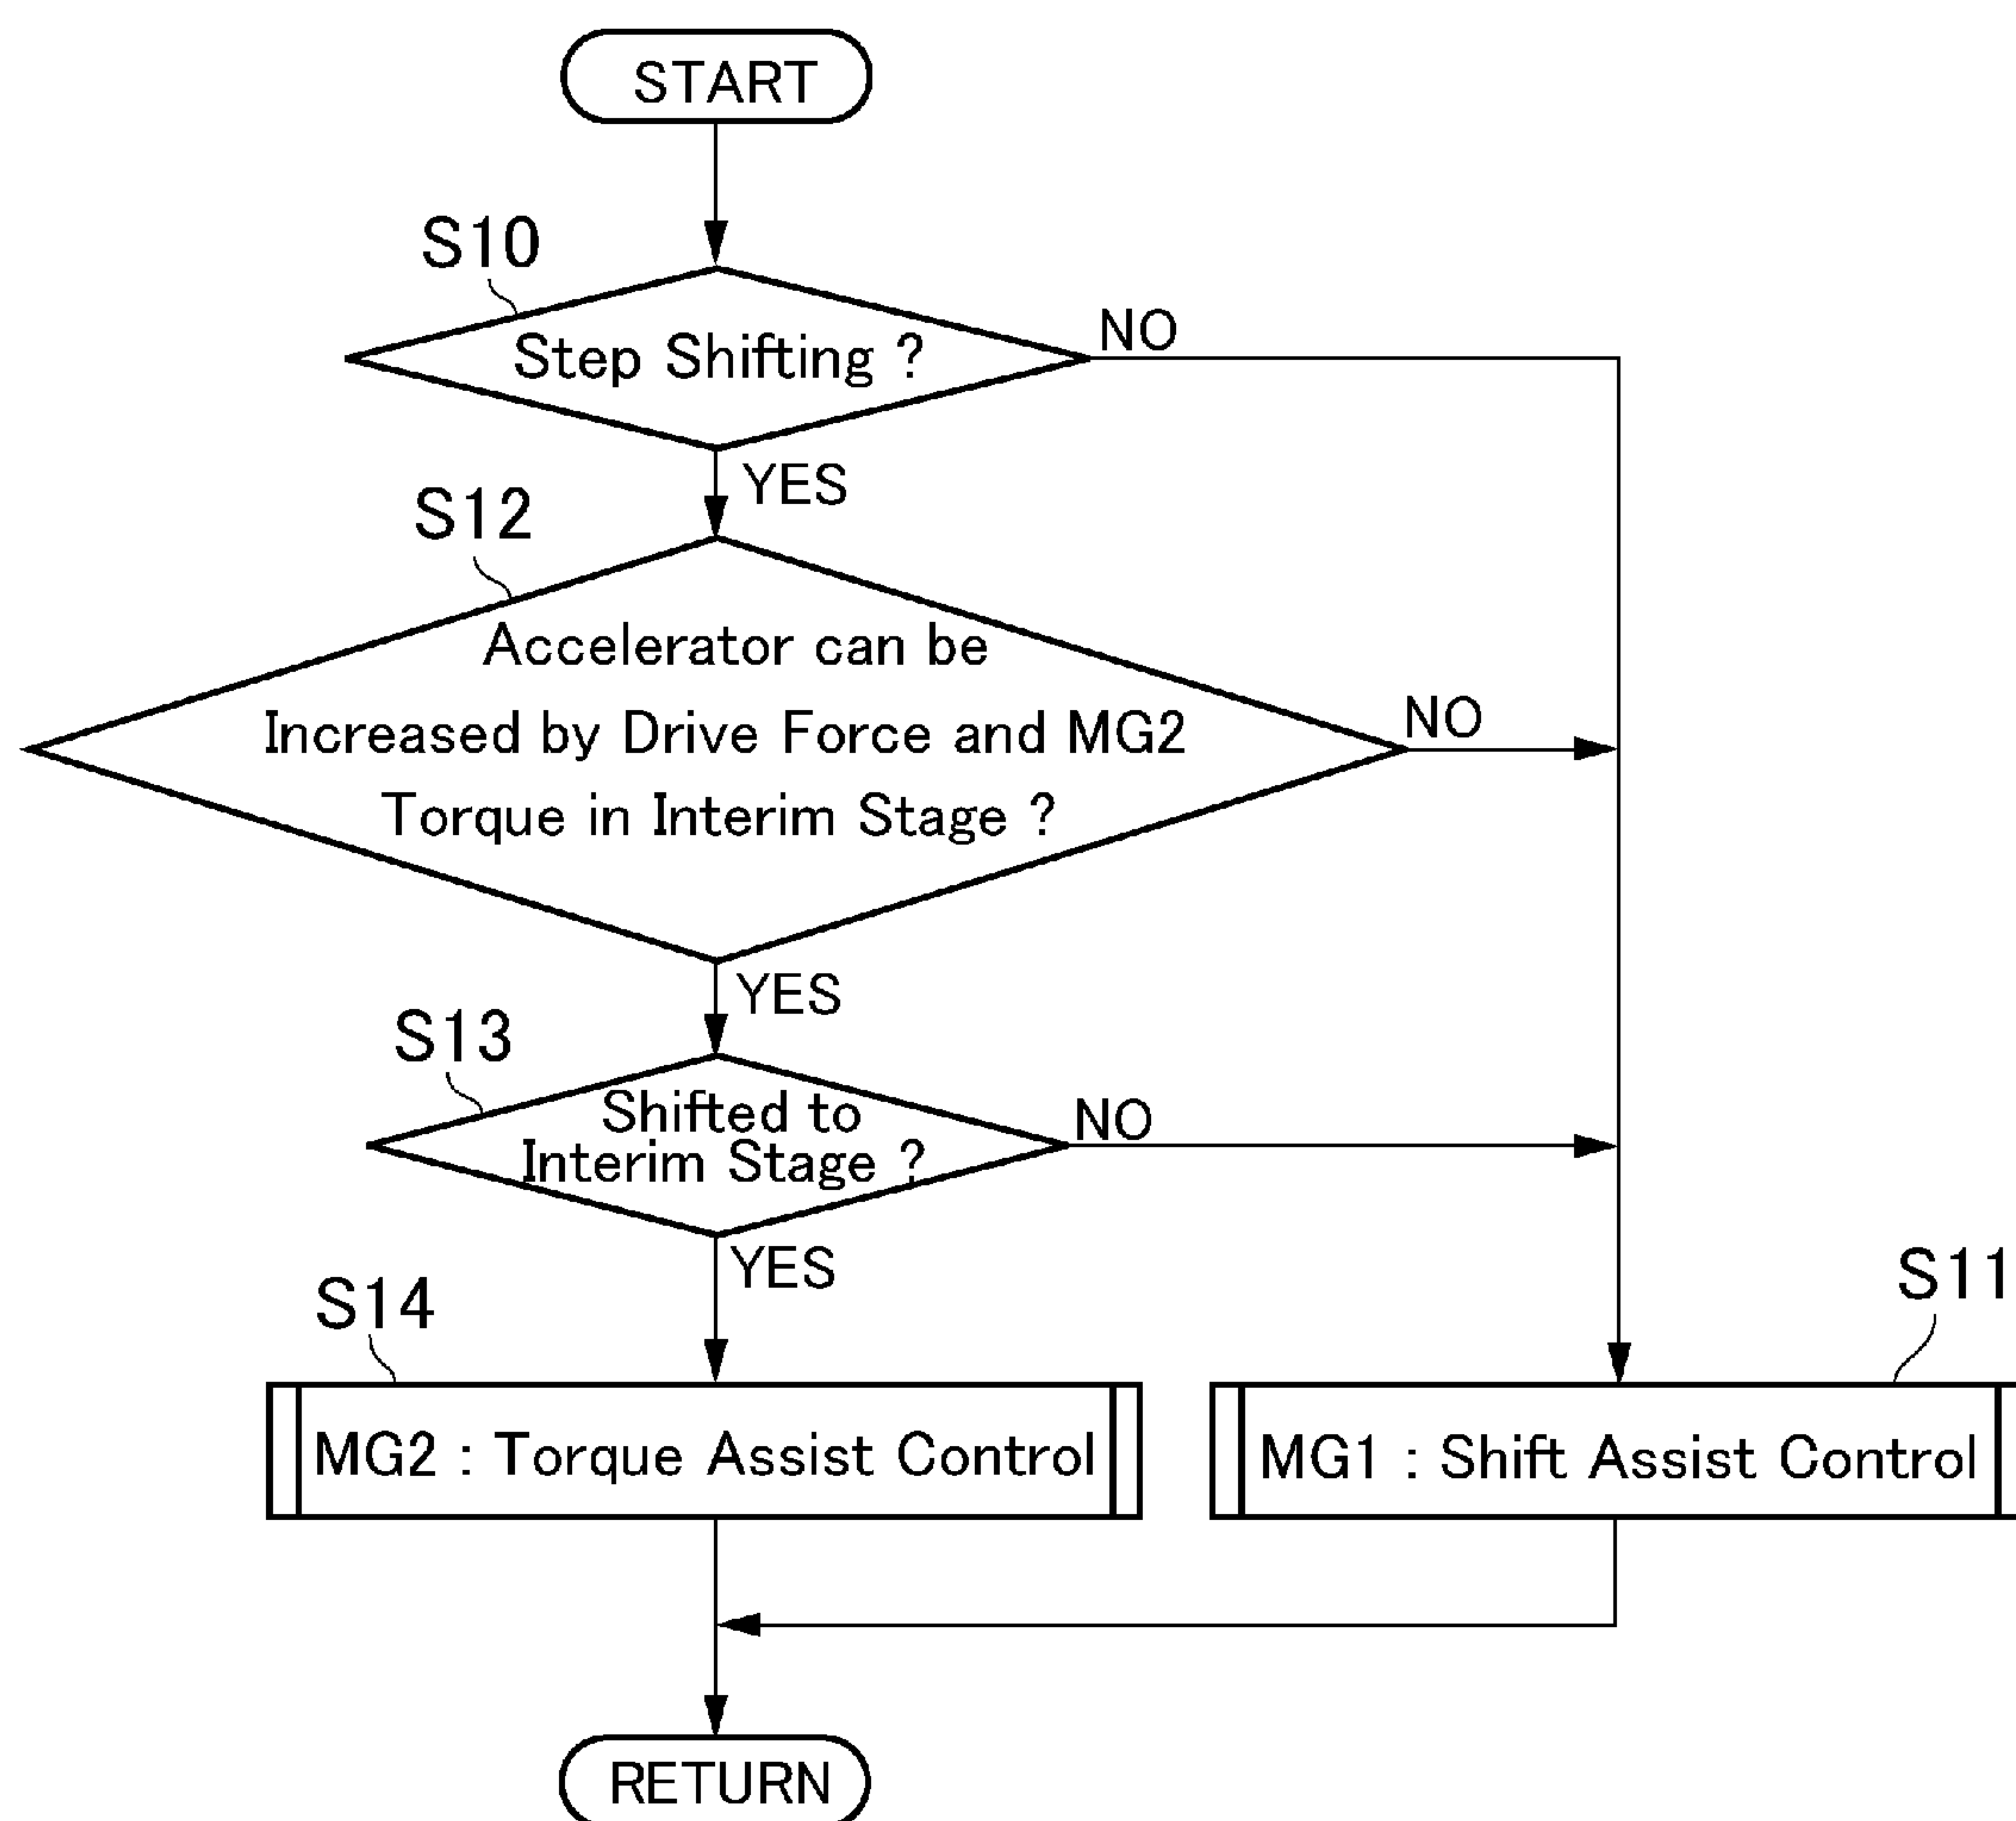 START
S10
Step Shifting ?
NO
YES
S12
Accelerator can be
Increased by Drive Force and MG2
Torque in Interim Stage ?
NO
YES
S13
Shifted to
Interim Stage ?
NO
YES
S14
MG2 : Torque Assist Control
S11
MG1 : Shift Assist Control
RETURN